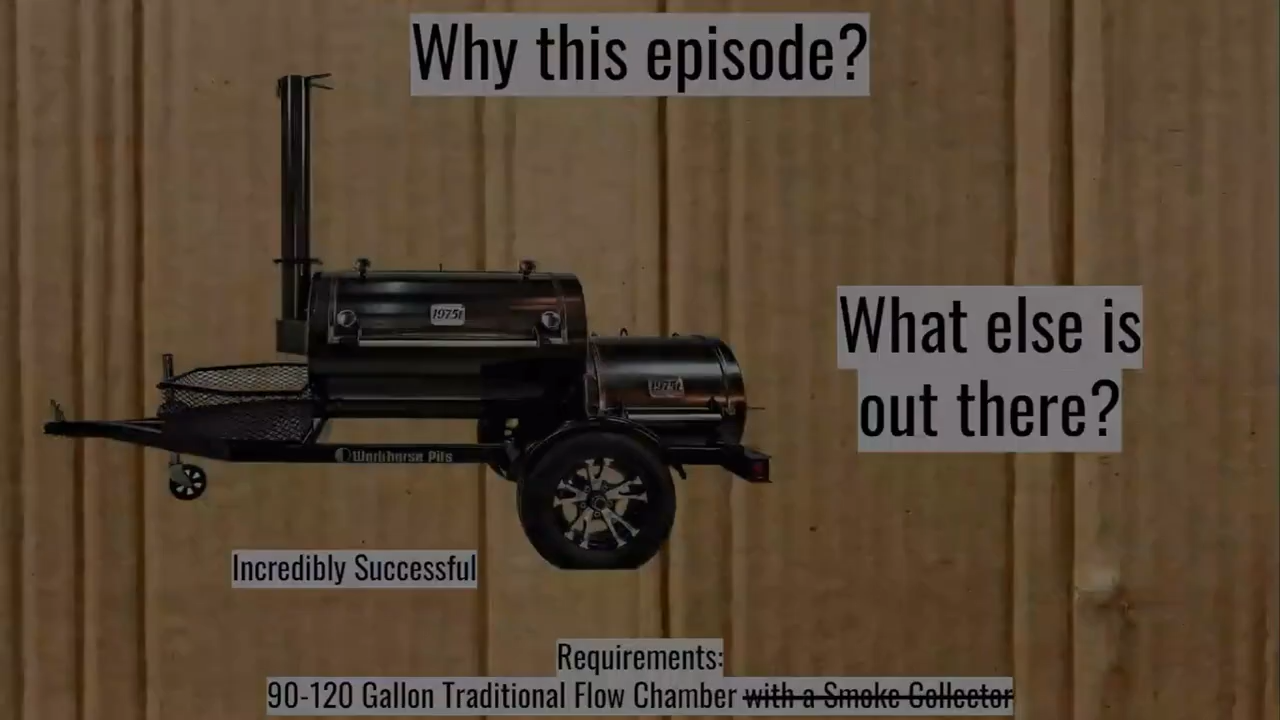 Why this episode?
1975t
1975t
What else is
out there?
Workhorse Pits
Incredibly Successful
Requirements:
90-120 Gallon Traditional Flow Chamber with a Smoke Collector